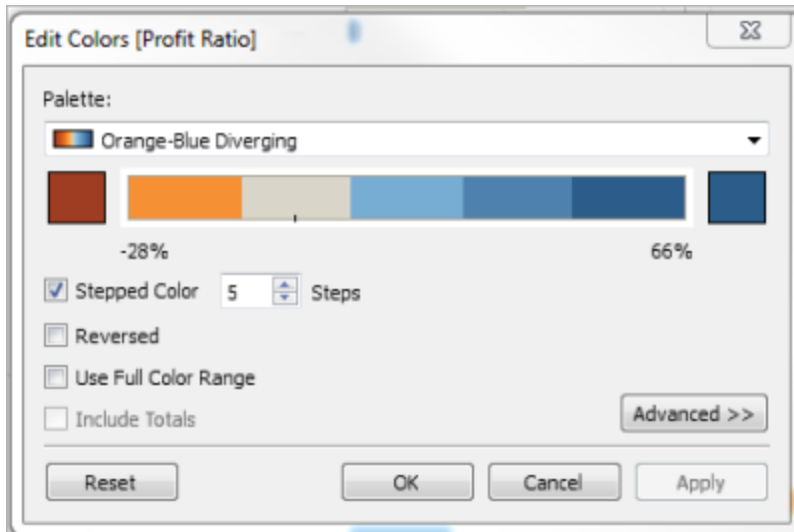 Edit Colors [Profit Ratio]
Palette:
Orange-Blue Diverging
-28% 66%
Stepped Color 5 Steps
Reversed
Use Full Color Range
Include Totals
Advanced >>
Reset OK Cancel Apply